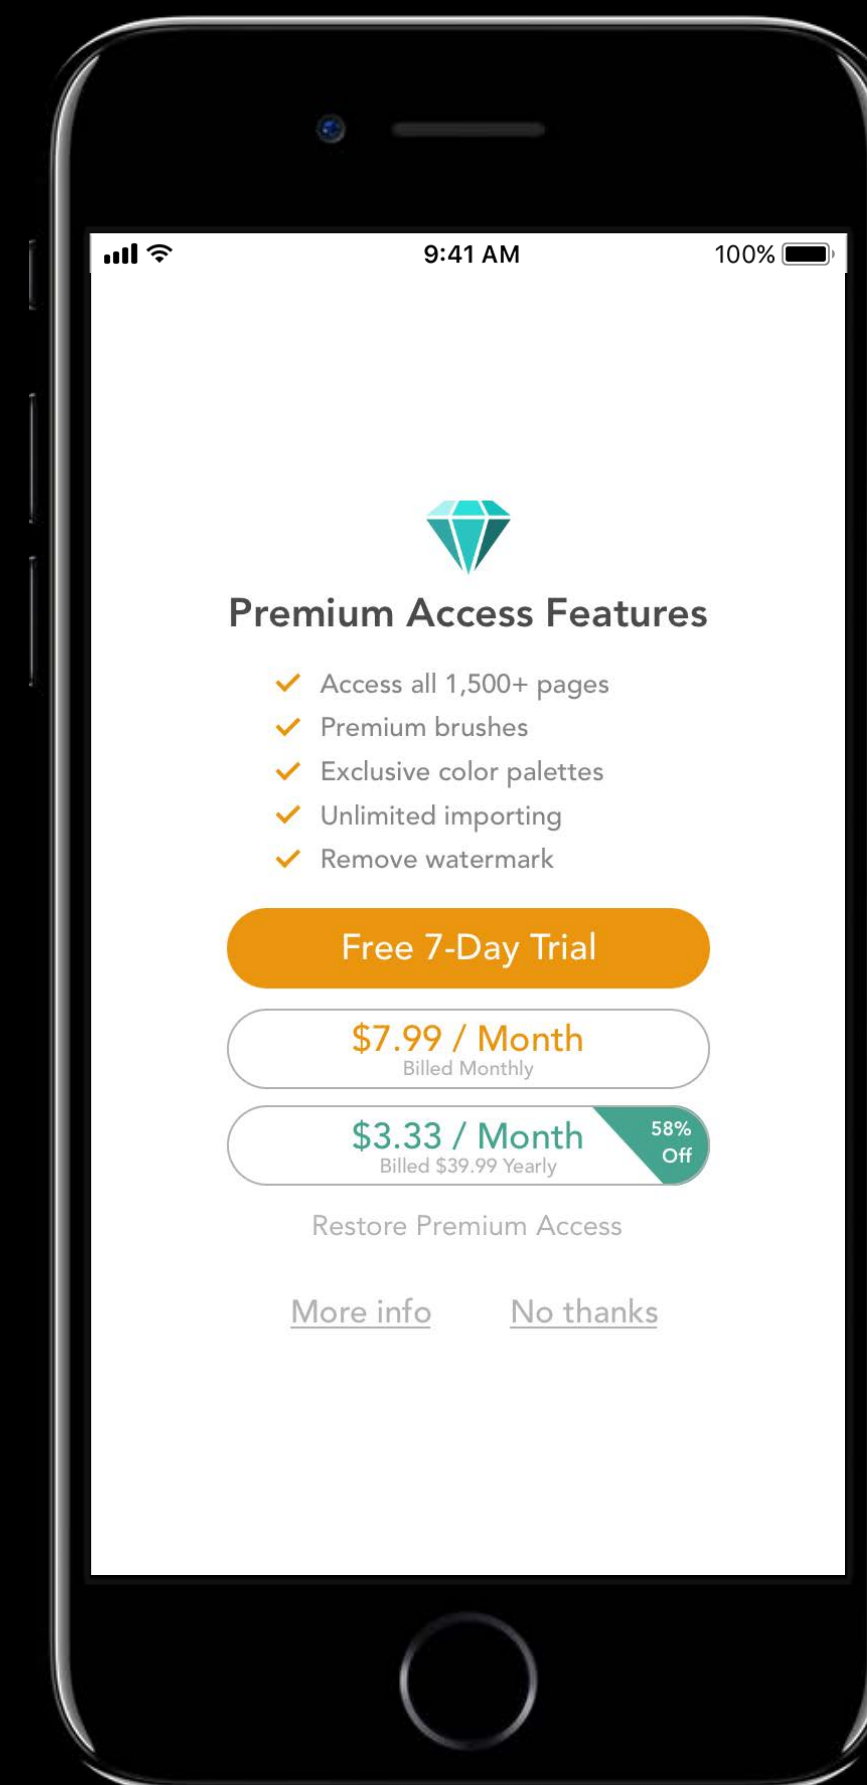 9:41 AM
100%
Premium Access Features
Access all 1,500+ pages
Premium brushes
Exclusive color palettes
Unlimited importing
Remove watermark
Free 7-Day Trial
$7.99 / Month
Billed Monthly
$3.33 / Month
Billed $39.99 Yearly
58%
Off
Restore Premium Access
More info No thanks